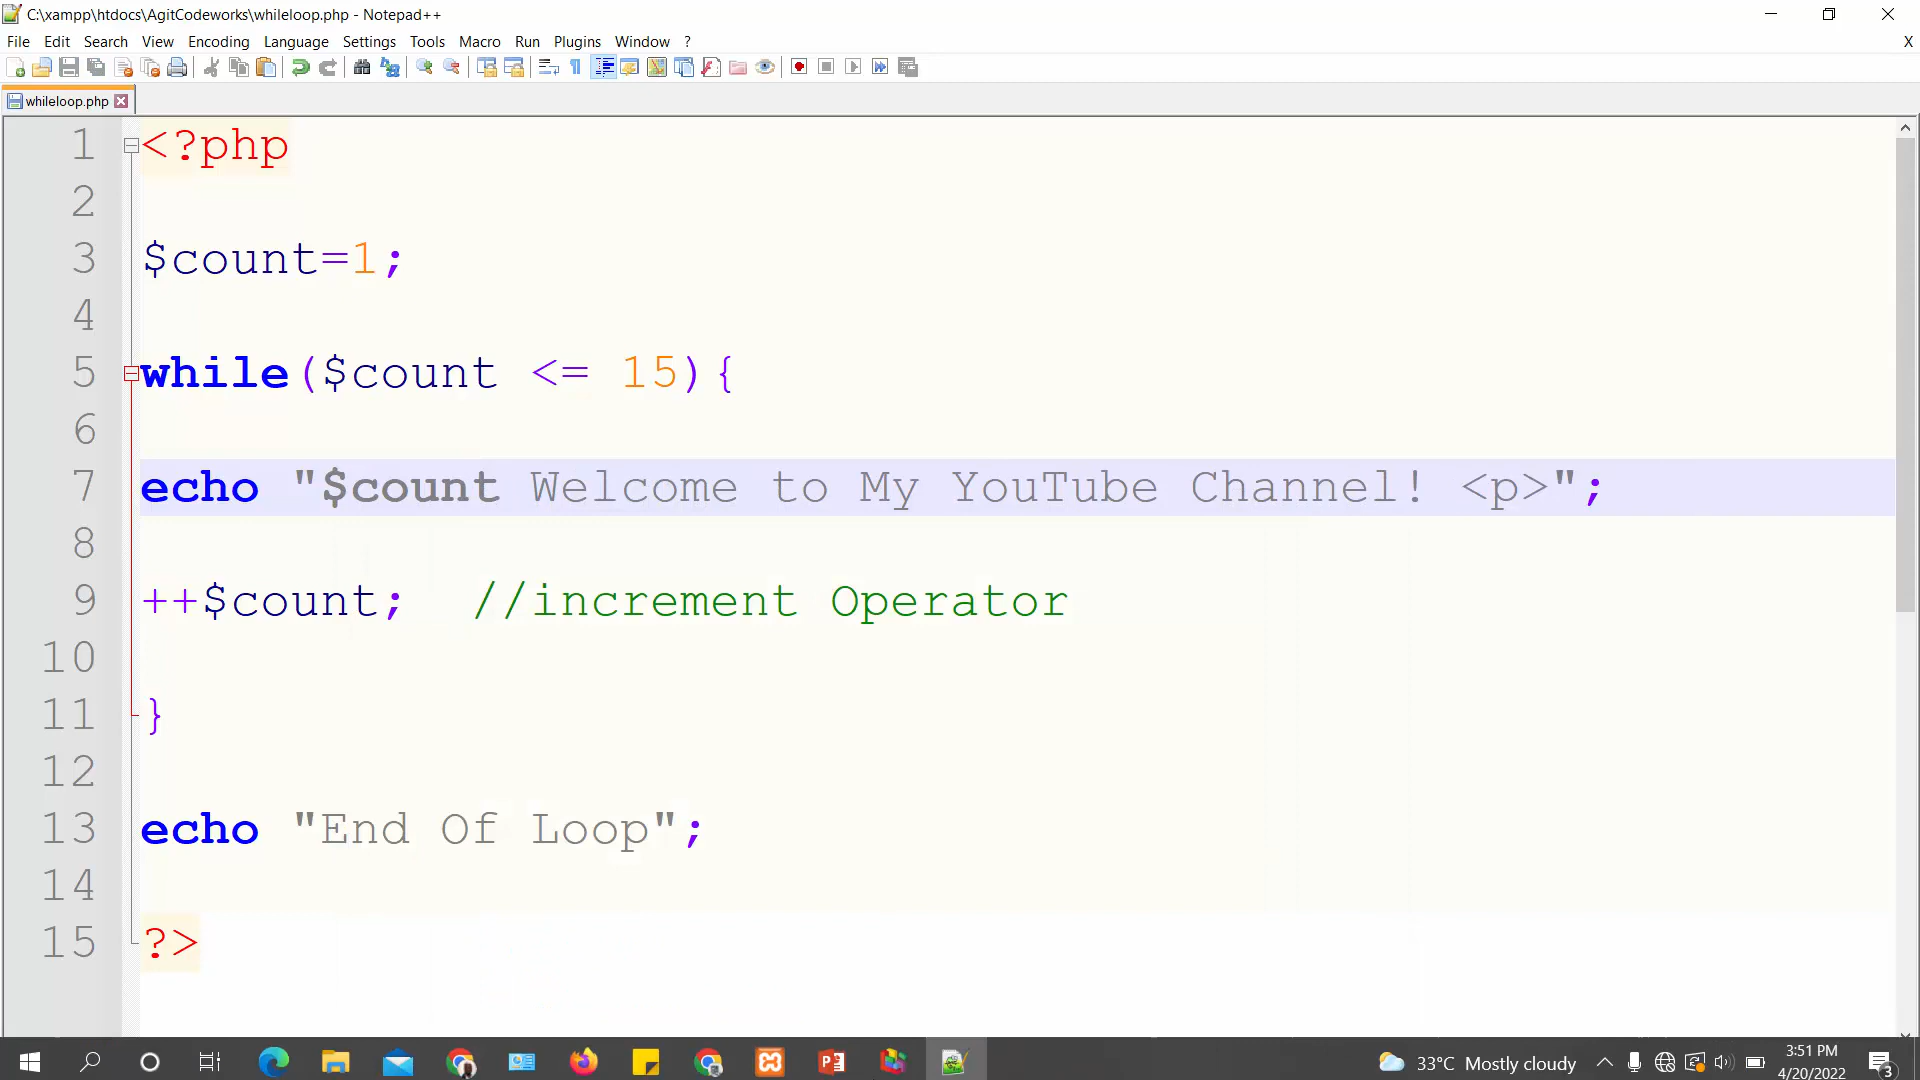 C:\xampp\htdocs\AgitCodeworks\whileloop.php - Notepad++
File Edit Search View Encoding Language Settings Tools Macro Run Plugins Window ? X
whileloop.php
1 <?php
2
3 $count=1;
4
5 while($count <= 15){
6
7 echo "$count Welcome to My YouTube Channel! <p>";
8
9 ++$count; //increment Operator
10
11 }
12
13 echo "End Of Loop";
14
15 ?>
33°C Mostly cloudy
3:51 PM
4/20/2022
3